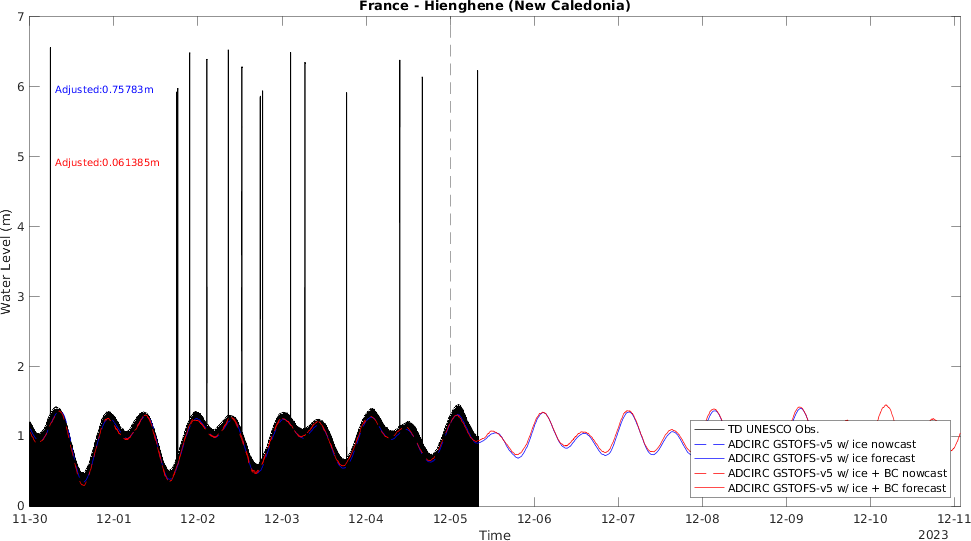 France - Hienghene (New Caledonia)
7
6
5
4
3
2
1
0
Water Level (m)
Adjusted:0.75783m
Adjusted:0.061385m
TD UNESCO Obs.
ADCIRC GSTOFS-v5 w/ ice nowcast
ADCIRC GSTOFS-v5 w/ ice forecast
ADCIRC GSTOFS-v5 w/ ice + BC nowcast
ADCIRC GSTOFS-v5 w/ ice + BC forecast
11-30 12-01 12-02 12-03 12-04 12-05 12-06 12-07 12-08 12-09 12-10 12-11
Time
2023